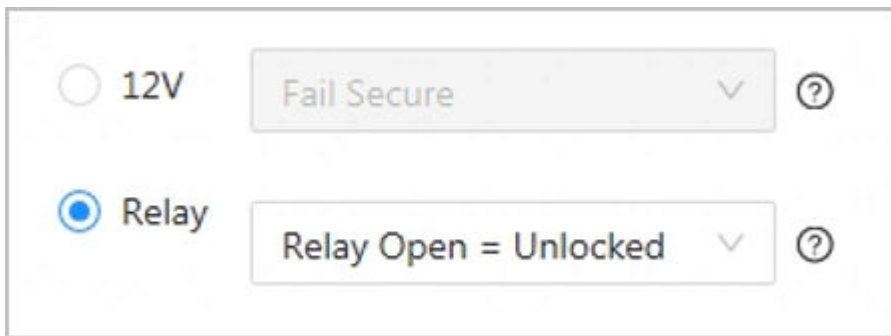 12V Fail Secure ?
Relay Relay Open = Unlocked ?